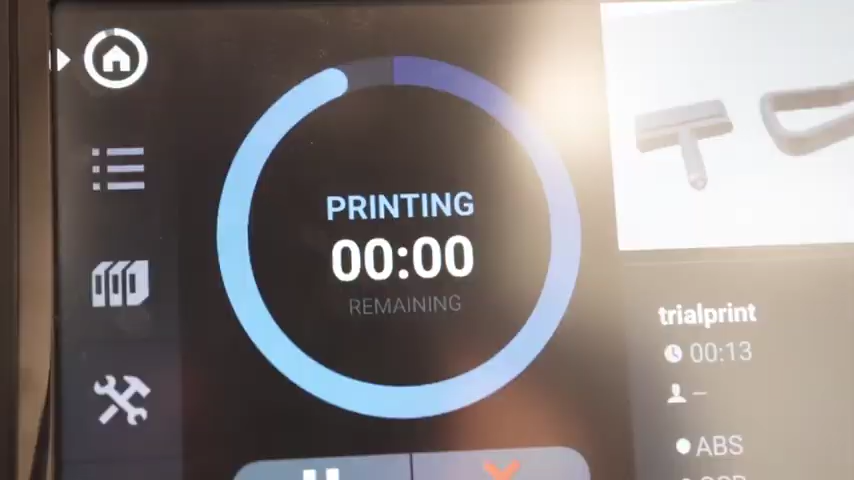 PRINTING
00:00
REMAINING
trialprint
00:13
–
ABS